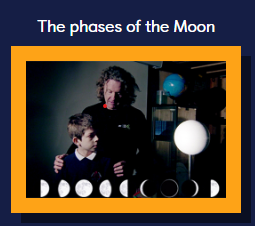 The phases of the Moon